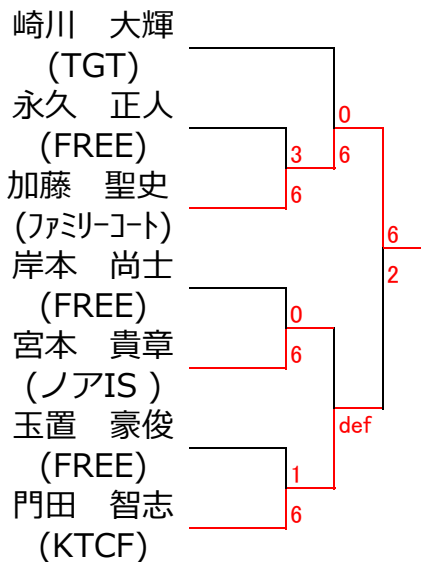 崎川　大輝
(TGT)
永久　正人
(FREE)
加藤　聖史
(ﾌｧﾐﾘｰｺｰﾄ)
岸本　尚士
(FREE)
宮本　貴章
(ノアIS )
玉置　豪俊
(FREE)
門田　智志
(KTCF)
0
6
3
6
6
2
0
6
def
1
6